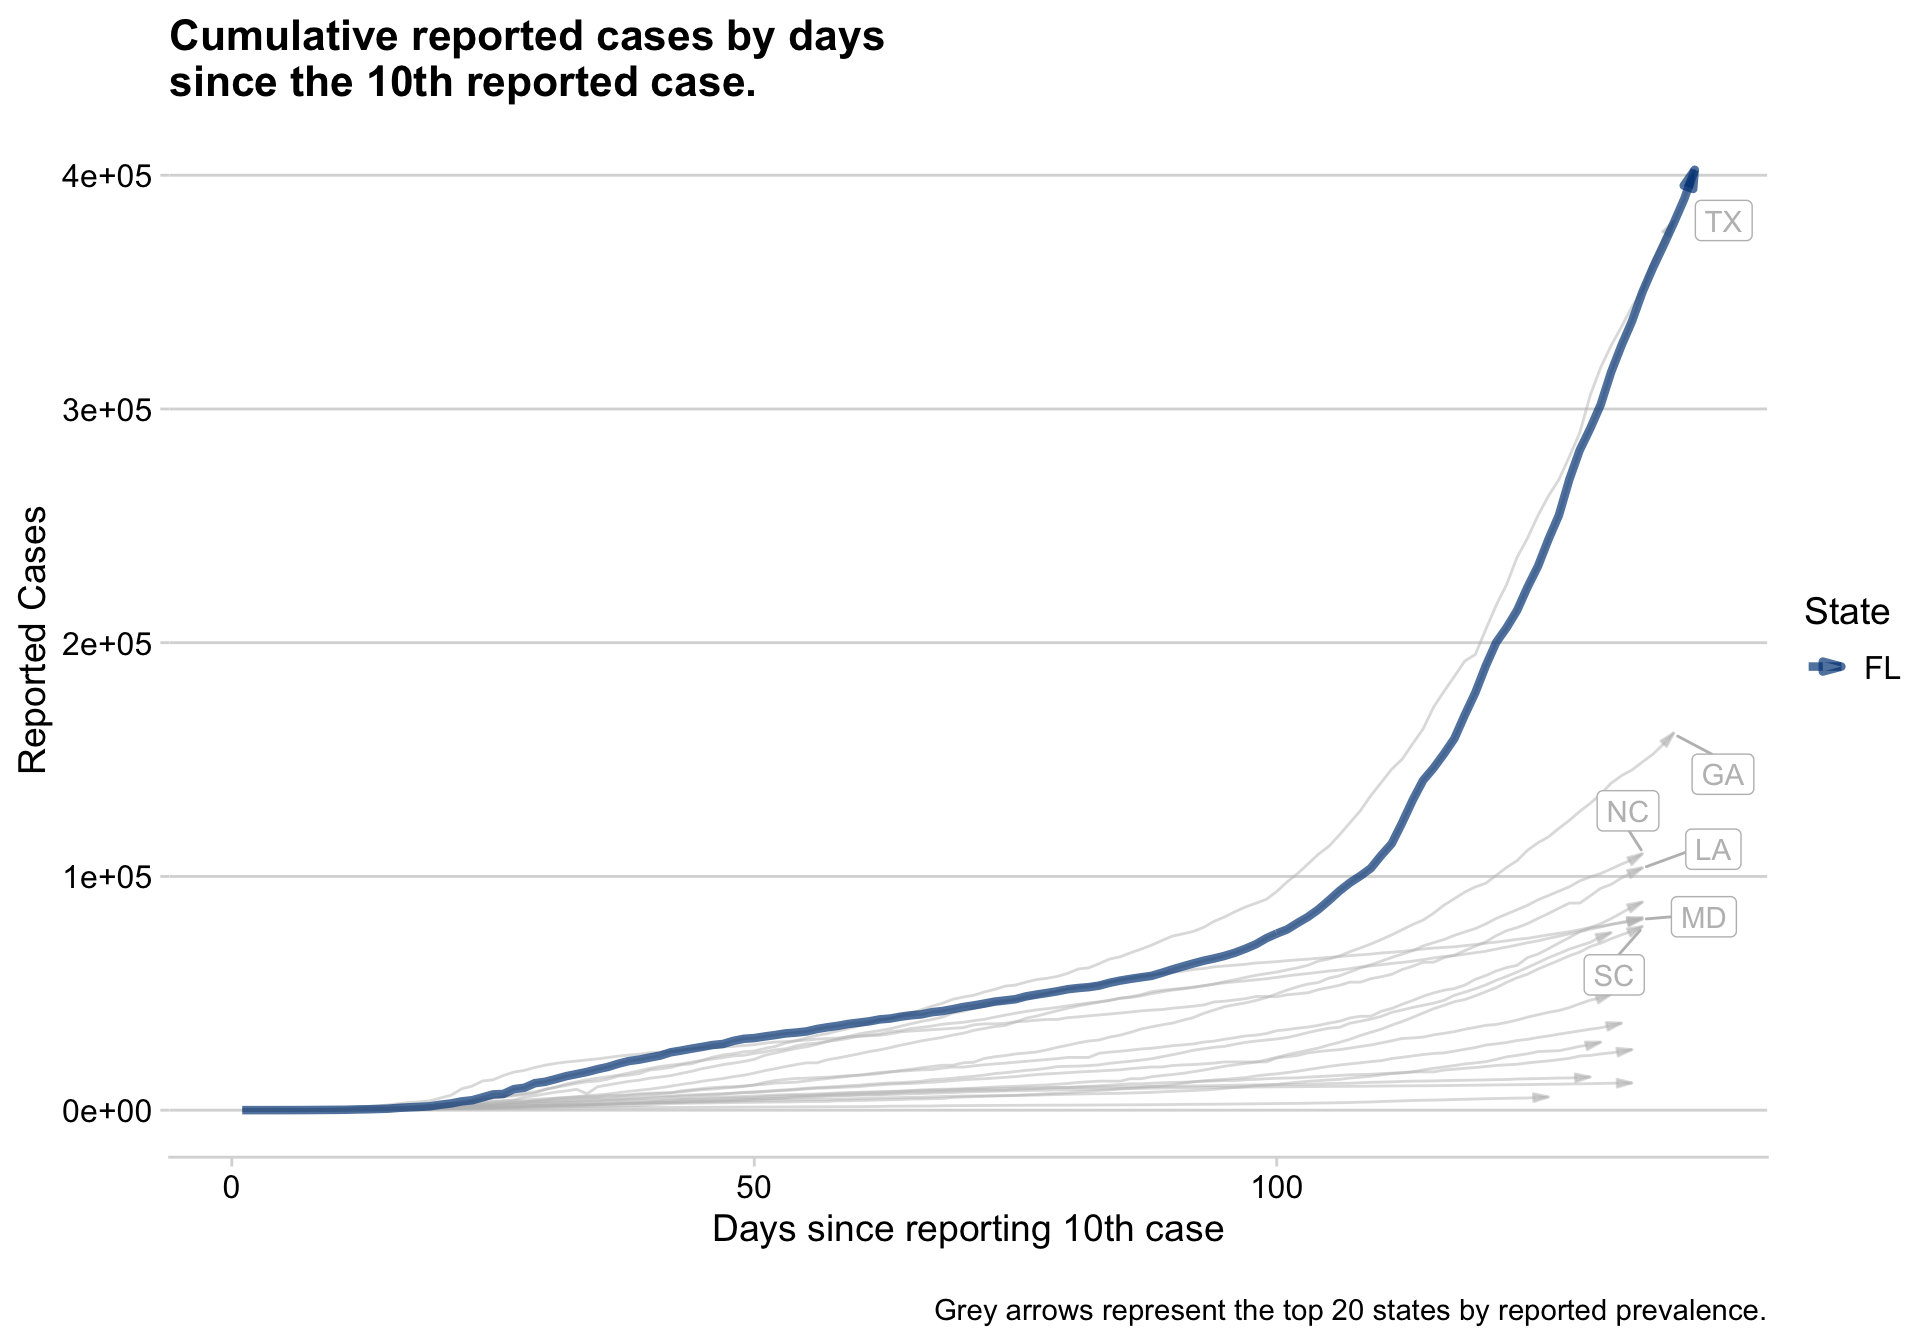 Cumulative reported cases by days
since the 10th reported case.
4e+05
3e+05
2e+05
1e+05
0e+00
Reported Cases
TX
GA
NC
LA
MD
SC
State
FL
0
50
100
Days since reporting 10th case
Grey arrows represent the top 20 states by reported prevalence.